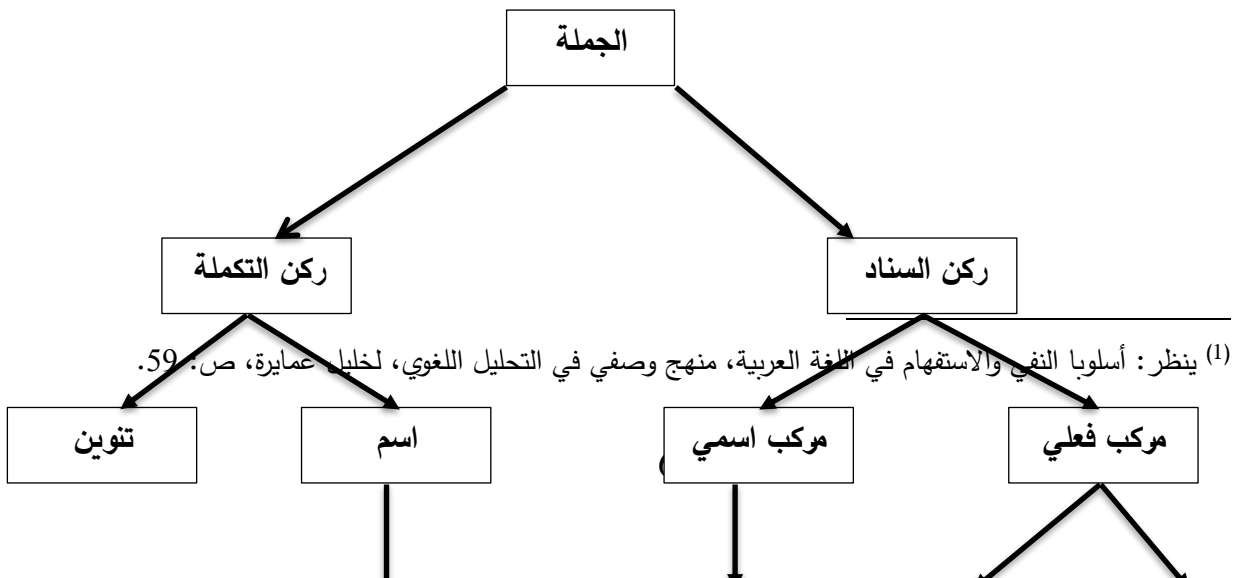 الجملة
ركن السناد
ركن التكملة
(1) ينظر: أسلوبا النفي والاستفهام في اللغة العربية، منهج وصفي في التحليل اللغوي، لخليل عمايرة، ص: 59.
مركب فعلي
مركب اسمي
اسم
تنوين